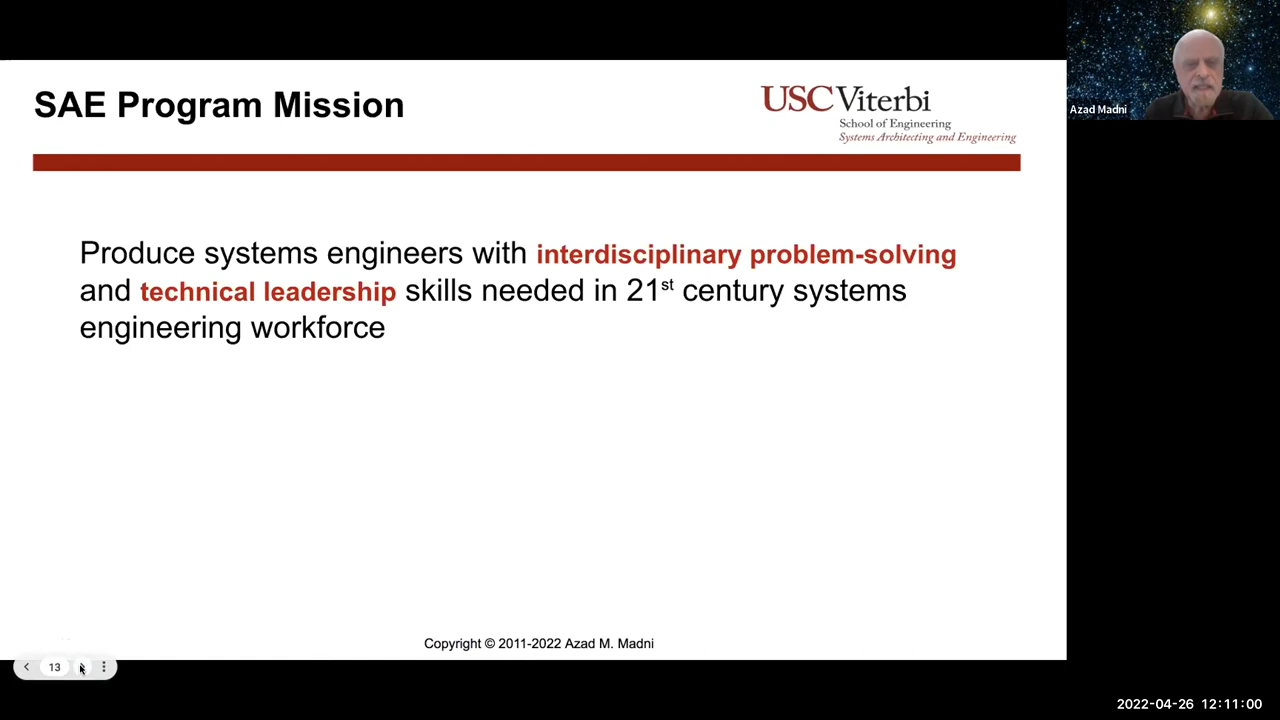 SAE Program Mission
USC Viterbi
School of Engineering
Systems Architecting and Engineering
Azad Madni
Produce systems engineers with interdisciplinary problem-solving
and technical leadership skills needed in 21st century systems
engineering workforce
Copyright © 2011-2022 Azad M. Madni
13
2022-04-26 12:11:00